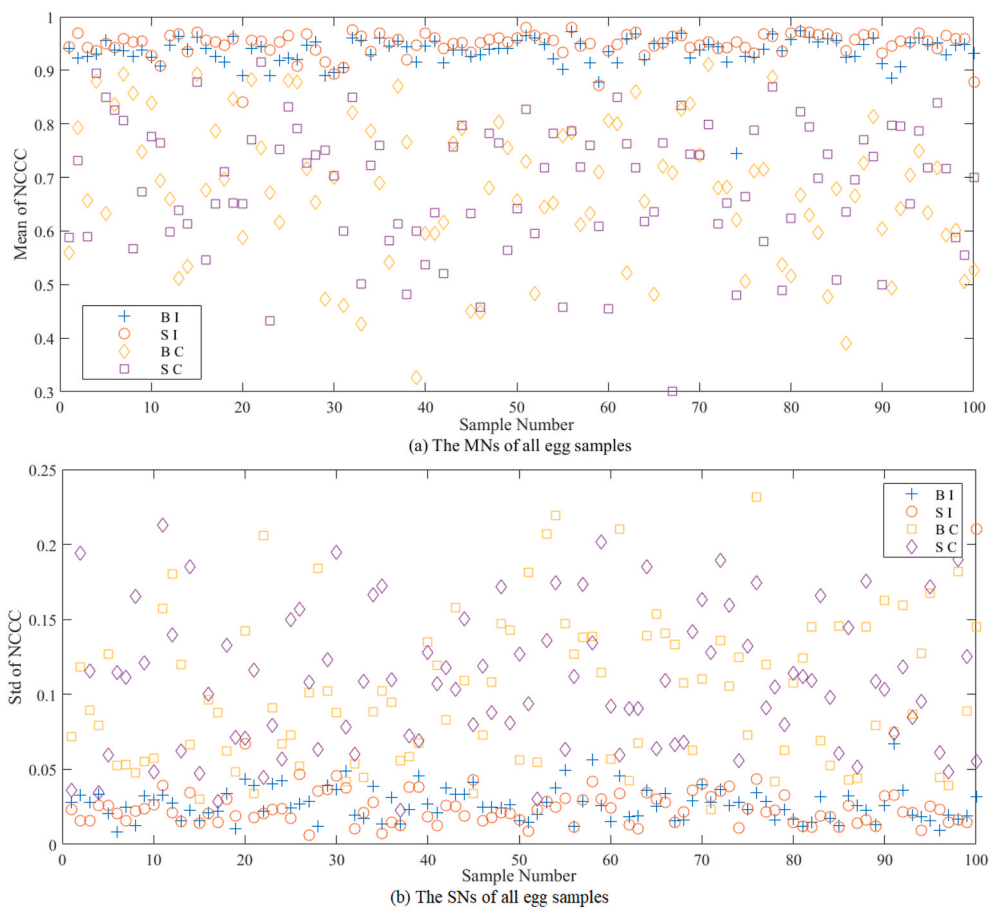 1
0.9
0.8
0.7
0.6
0.5
0.4
0.3
Mean of NCCC
B I
S I
B C
S C
0 10 20 30 40 50 60 70 80 90 100
Sample Number
(a) The MNs of all egg samples
0.25
0.2
0.15
0.1
0.05
0
Std of NCCC
B I
S I
B C
S C
0 10 20 30 40 50 60 70 80 90 100
Sample Number
(b) The SNs of all egg samples